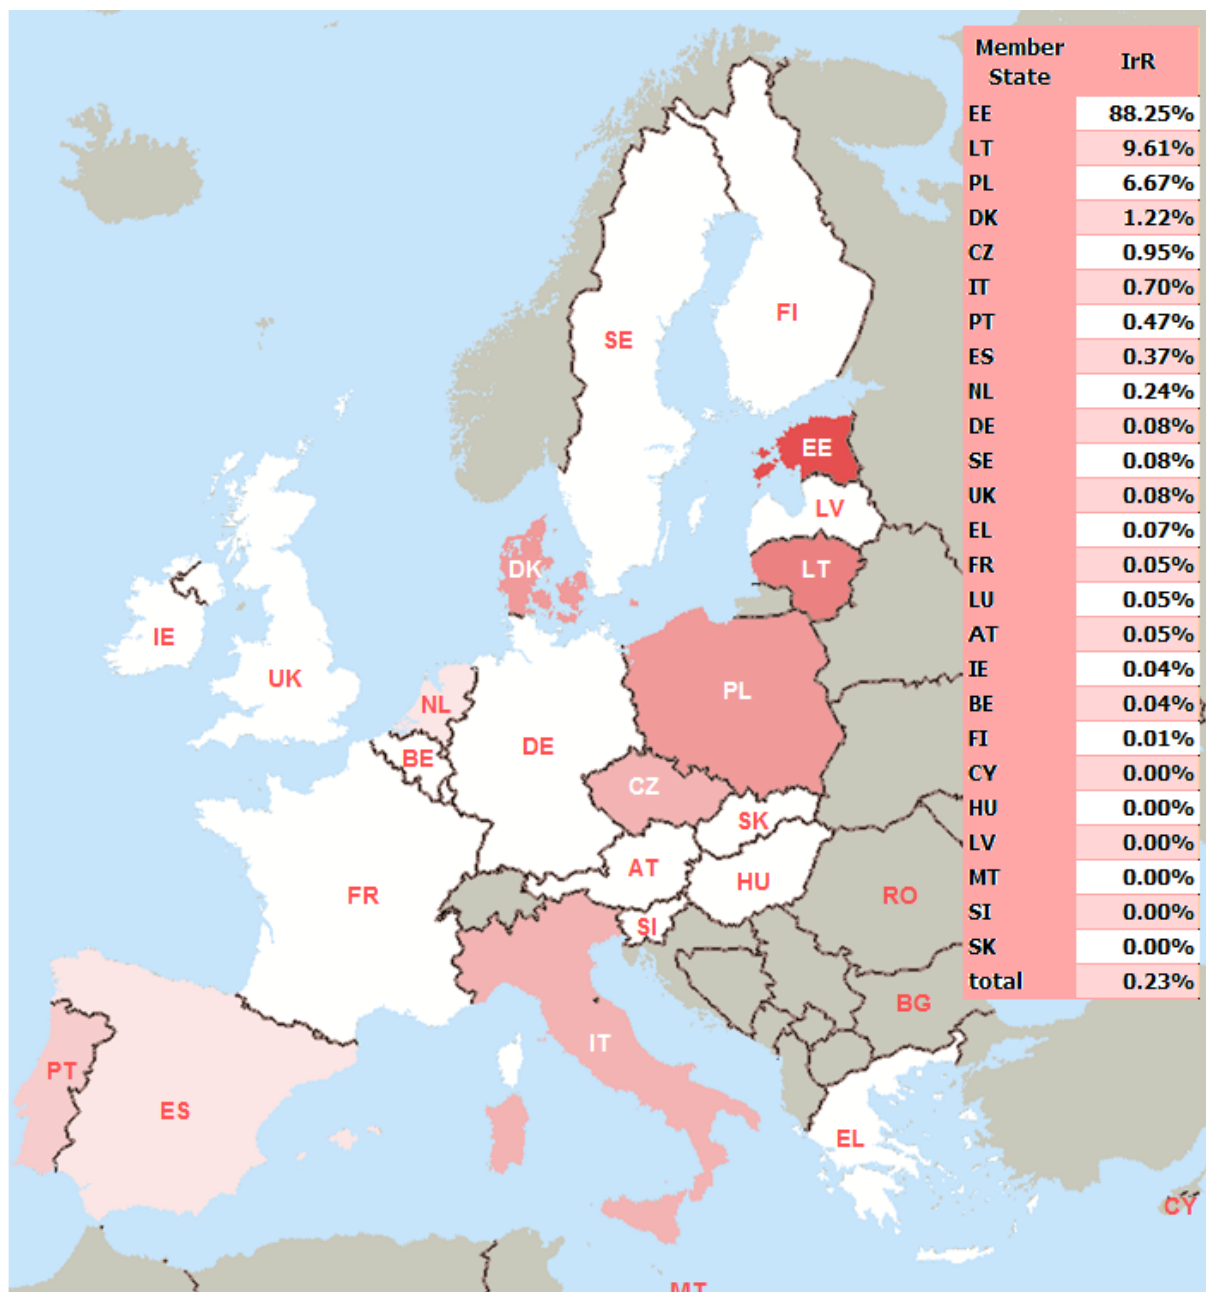 Member
State
IrR
EE 88.25%
LT 9.61%
PL 6.67%
DK 1.22%
CZ 0.95%
IT 0.70%
PT 0.47%
ES 0.37%
NL 0.24%
DE 0.08%
SE 0.08%
UK 0.08%
EL 0.07%
FR 0.05%
LU 0.05%
AT 0.05%
IE 0.04%
BE 0.04%
FI 0.01%
CY 0.00%
HU 0.00%
LV 0.00%
MT 0.00%
SI 0.00%
SK 0.00%
total 0.23%
FI
SE
EE
LV
DK
LT
IE
UK
NL
PL
DE
BE
CZ
SK
AT
HU
FR
RO
SI
BG
IT
PT
ES
EL
CY
MT